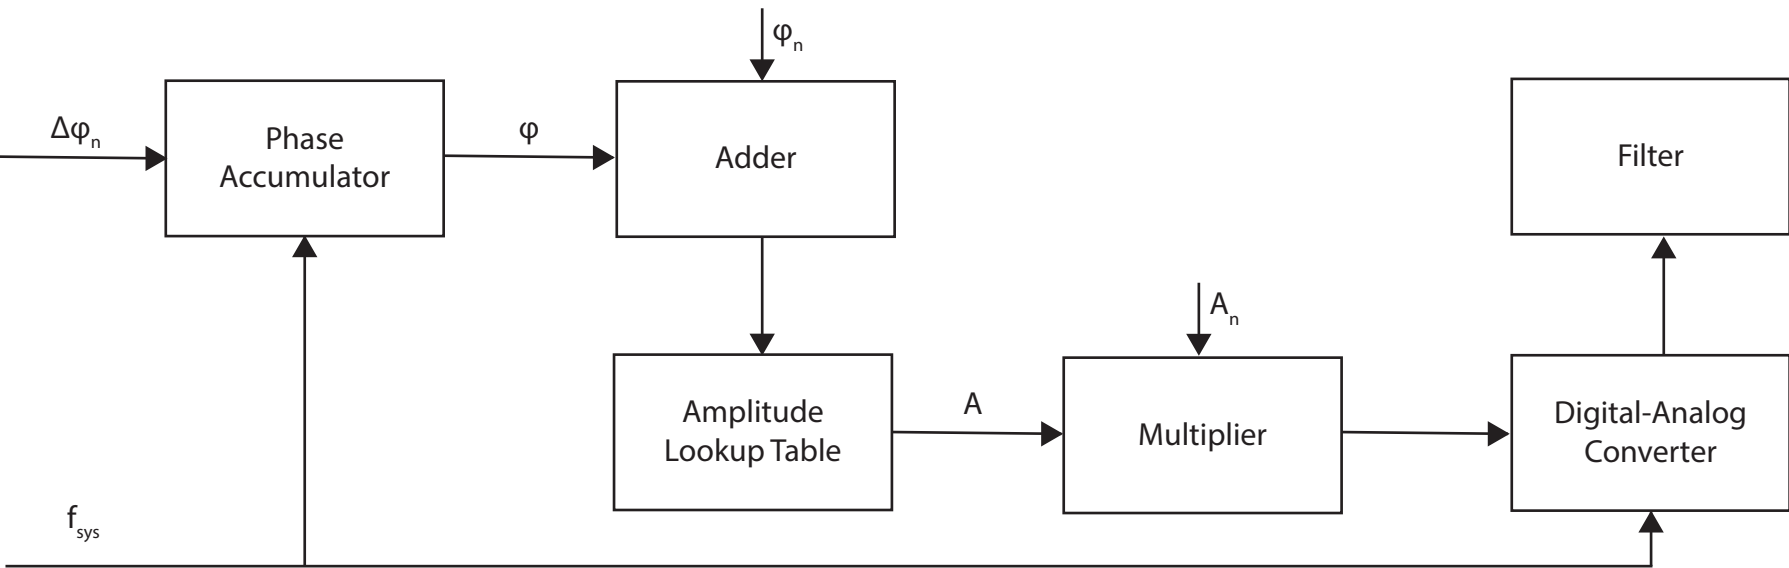 φn
Δφn
Phase
Accumulator
φ
Adder
Filter
An
Amplitude
Lookup Table
A
Multiplier
Digital-Analog
Converter
fsys